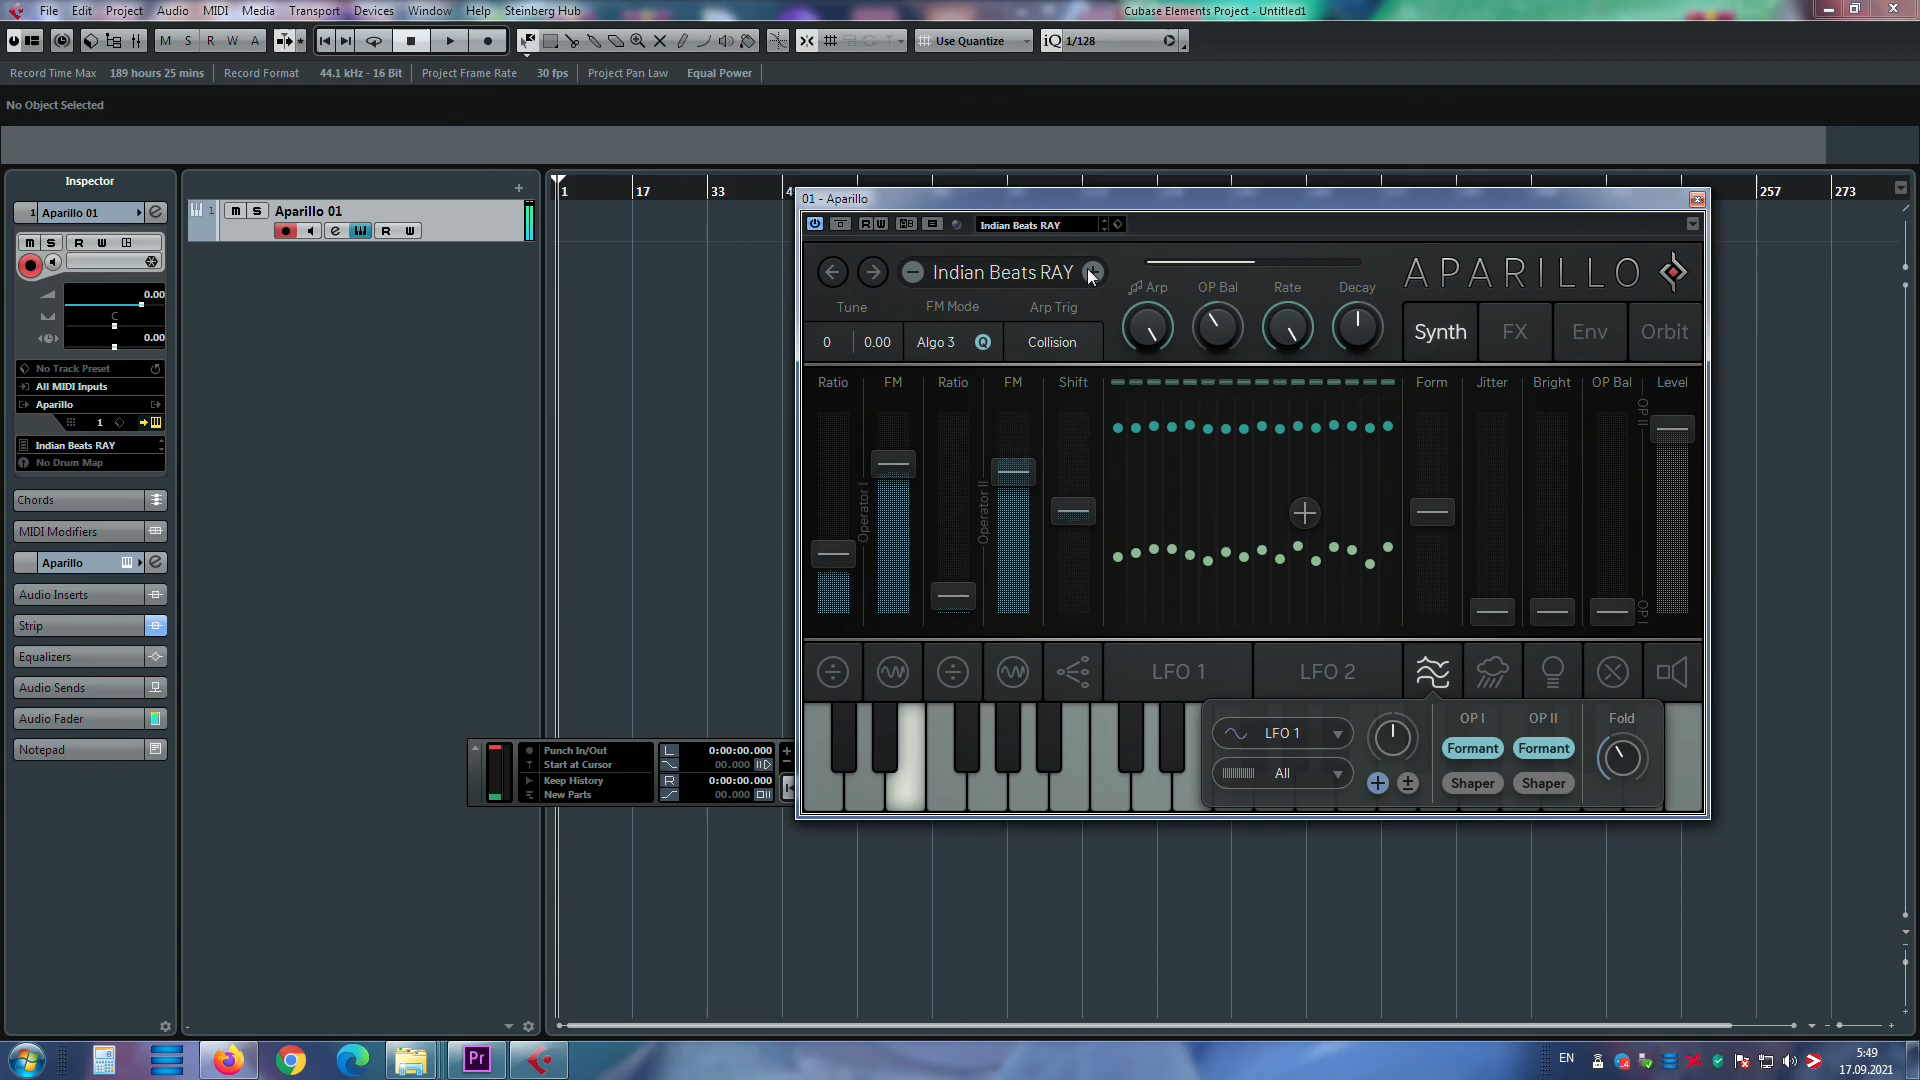 File Edit Project Audio MIDI Media Transport Devices Window Help Steinberg Hub
Cubase Elements Project - Untitled1
M S R W A
Use Quantize
iQ 1/128
Record Time Max 189 hours 25 mins Record Format 44.1 kHz - 16 Bit Project Frame Rate 30 fps Project Pan Law Equal Power
No Object Selected
Inspector
1 Aparillo 01
M S R W
0.00
C
0.00
No Track Preset
All MIDI Inputs
Aparillo
1
Indian Beats RAY
No Drum Map
Chords
MIDI Modifiers
Aparillo
Audio Inserts
Strip
Equalizers
Audio Sends
Audio Fader
Notepad
1 M S Aparillo 01
R W
1 17 33 257 273
01 - Aparillo
R W Indian Beats RAY
Indian Beats RAY
APARILLO
Tune FM Mode Arp Trig
Arp OP Bal Rate Decay
0 0.00 Algo 3 Q Collision
Synth FX Env Orbit
Ratio FM Ratio FM Shift Form Jitter Bright OP Bal Level
Operator I
Operator II
OP II
OP I
LFO 1 LFO 2
LFO 1
All
OP I OP II Fold
Formant Formant
Shaper Shaper
Punch In/Out L 0:00:00.000
Start at Cursor 00.000
Keep History R 0:00:00.000
New Parts 00.000
Pr
EN
5:49
17.09.2021